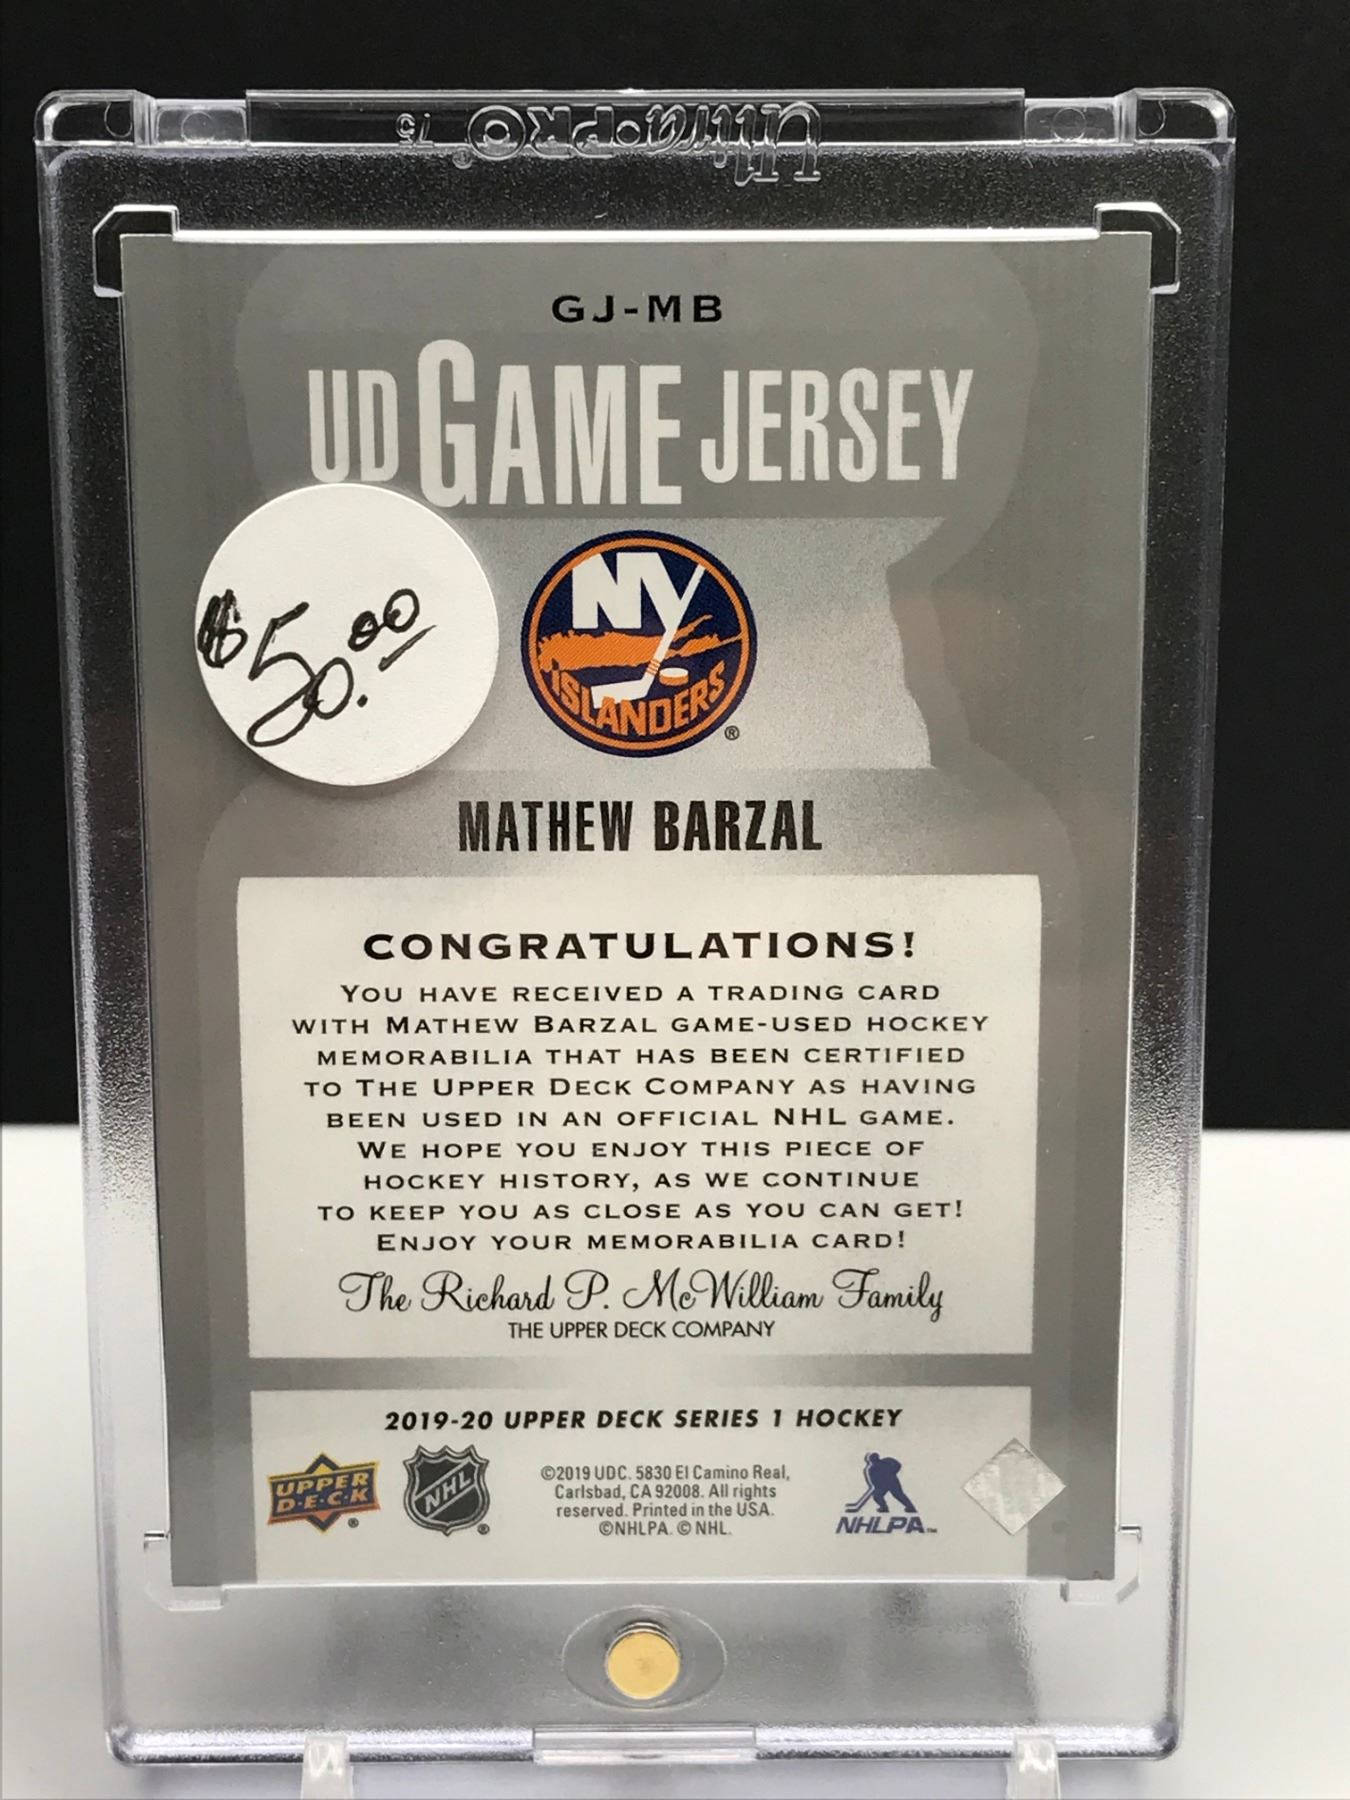 Ultra•PRO® 75
GJ-MB
UD GAME JERSEY
$50.00
NY
ISLANDERS
®
MATHEW BARZAL
CONGRATULATIONS!
YOU HAVE RECEIVED A TRADING CARD
WITH MATHEW BARZAL GAME-USED HOCKEY
MEMORABILIA THAT HAS BEEN CERTIFIED
TO THE UPPER DECK COMPANY AS HAVING
BEEN USED IN AN OFFICIAL NHL GAME.
WE HOPE YOU ENJOY THIS PIECE OF
HOCKEY HISTORY, AS WE CONTINUE
TO KEEP YOU AS CLOSE AS YOU CAN GET!
ENJOY YOUR MEMORABILIA CARD!
The Richard P. McWilliam Family
THE UPPER DECK COMPANY
2019-20 UPPER DECK SERIES 1 HOCKEY
UPPER
D•E•C•K®
NHL®
©2019 UDC. 5830 El Camino Real,
Carlsbad, CA 92008. All rights
reserved. Printed in the USA.
©NHLPA. © NHL.
NHLPA™